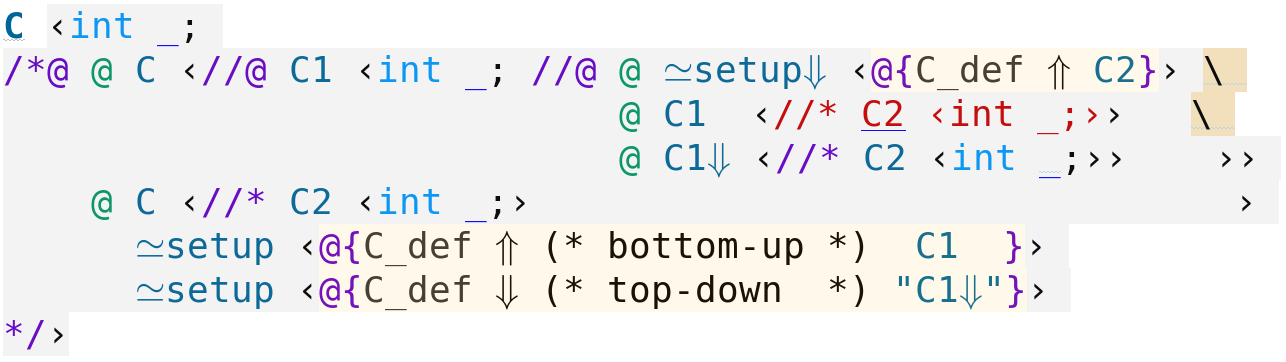 C ‹int _;
/*@ @ C ‹//@ C1 ‹int _; //@ @ ≃setup⇓ ‹@{C_def ⇑ C2}› \
@ C1 ‹//* C2 ‹int _;›› \
@ C1⇓ ‹//* C2 ‹int _;›› ››
@ C ‹//* C2 ‹int _;› ›
≃setup ‹@{C_def ⇑ (* bottom-up *) C1 }›
≃setup ‹@{C_def ⇓ (* top-down *) "C1⇓"}›
*/›